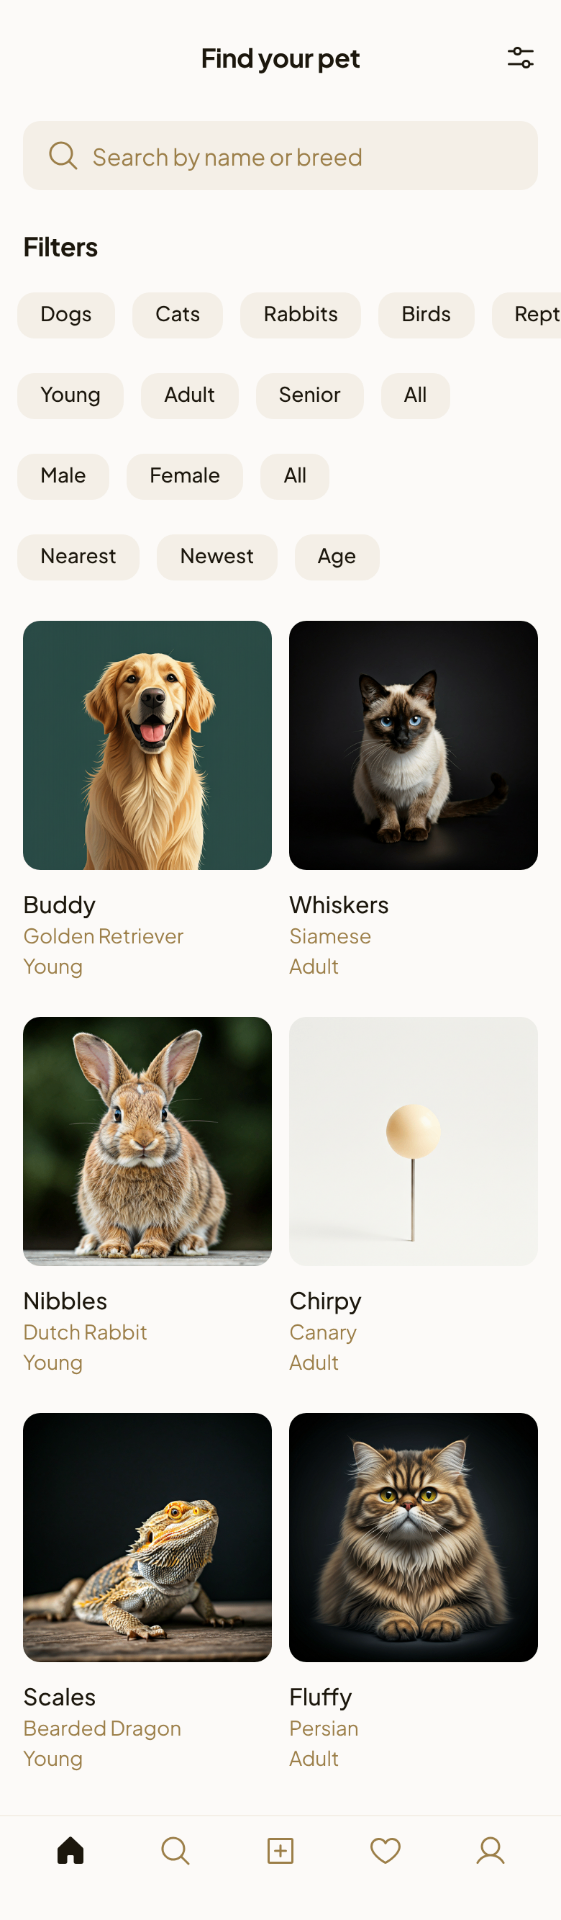 Find your pet
Search by name or breed
Filters
Dogs Cats Rabbits Birds Rept
Young Adult Senior All
Male Female All
Nearest Newest Age
Buddy Whiskers
Golden Retriever Siamese
Young Adult
Nibbles Chirpy
Dutch Rabbit Canary
Young Adult
Scales Fluffy
Bearded Dragon Persian
Young Adult